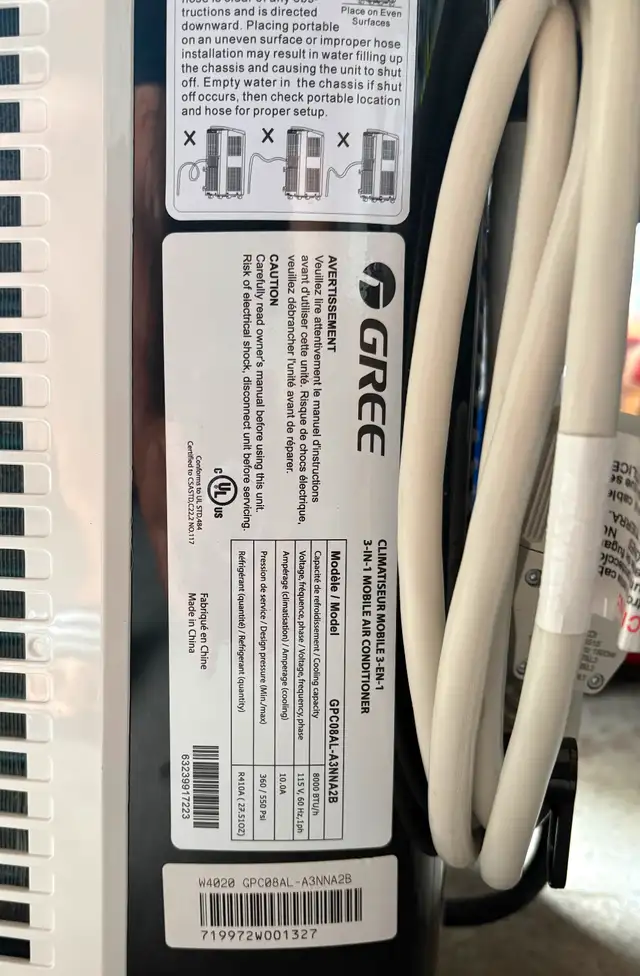 tructions and is directed
downward. Placing portable
on an uneven surface or improper hose
installation may result in water filling up
the chassis and causing the unit to shut
off. Empty water in the chassis if shut
off occurs, then check portable location
and hose for proper setup.
Place on Even
Surfaces
GREE
CLIMATISEUR MOBILE 3-EN-1
3-IN-1 MOBILE AIR CONDITIONER
AVERTISSEMENT
Veuillez lire attentivement le manuel d'instructions
avant d'utiliser cette unité. Risque de chocs électrique,
veuillez débrancher l'unité avant de réparer.
CAUTION
Carefully read owner's manual before using this unit.
Risk of electrical shock, disconnect unit before servicing.
Modèle / Model GPC08AL-A3NNA2B
Capacité de refroidissement / Cooling capacity 8000 BTU/h
Voltage, fréquence, phase / Voltage, frequency, phase 115 V, 60 Hz, 1ph
Ampérage (climatisation) / Amperage (cooling) 10.0A
Pression de service / Design pressure (Min./max) 360 / 550 Psi
Réfrigérant (quantité) / Refrigerant (quantity) R410A ( 27.51OZ)
C UL US
Conforms to UL STD.484
Certified to CSASTD.C22.2 NO.117
Fabriqué en Chine
Made in China
63239917223
W4020 GPC08AL-A3NNA2B
719972W001327